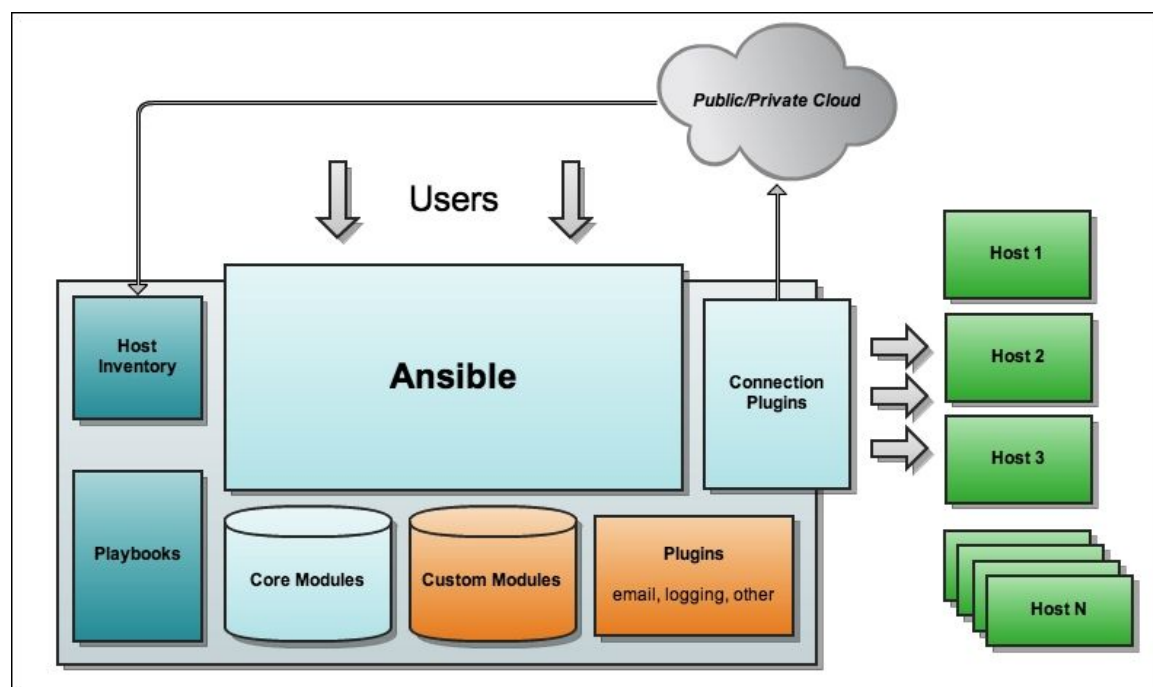 Public/Private Cloud
Users
Host
Inventory
Ansible
Connection
Plugins
Host 1
Host 2
Host 3
Host N
Playbooks
Core Modules
Custom Modules
Plugins
email, logging, other